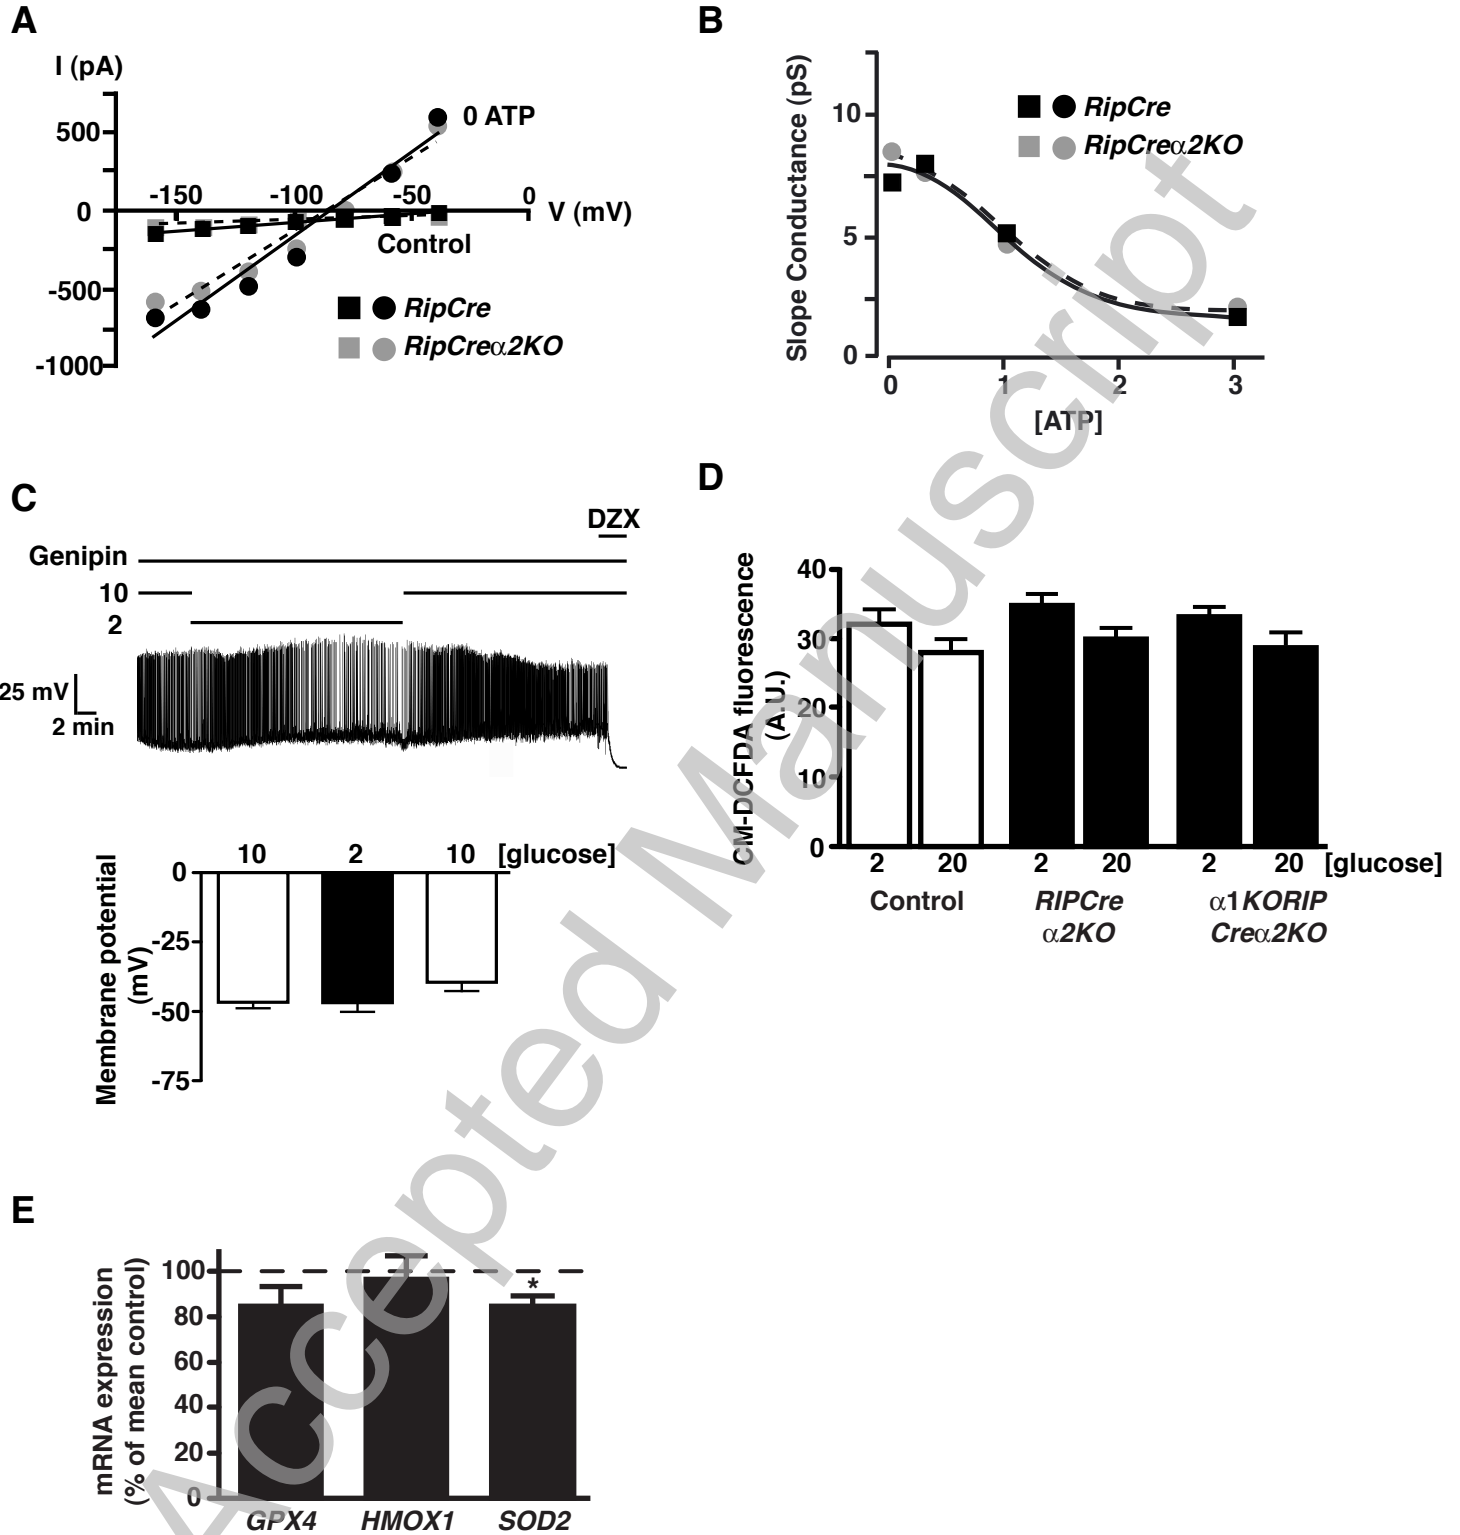 A
I (pA)
500
0
-500
-1000
-150
-100
-50
0
V (mV)
0 ATP
Control
RipCre
RipCreα2KO
B
Slope Conductance (pS)
10
5
0
RipCre
RipCreα2KO
0
1
2
3
[ATP]
C
DZX
Genipin
10
2
25 mV
2 min
Membrane potential
(mV)
10
2
10
[glucose]
0
-25
-50
-75
D
CM-DCFDA fluorescence
(A.U.)
40
30
20
10
0
2
20
2
20
2
20
[glucose]
Control
RIPCre
α2KO
α1KORIP
Creα2KO
E
mRNA expression
(% of mean control)
100
80
60
40
20
0
*
GPX4
HMOX1
SOD2
Accepted Manuscript